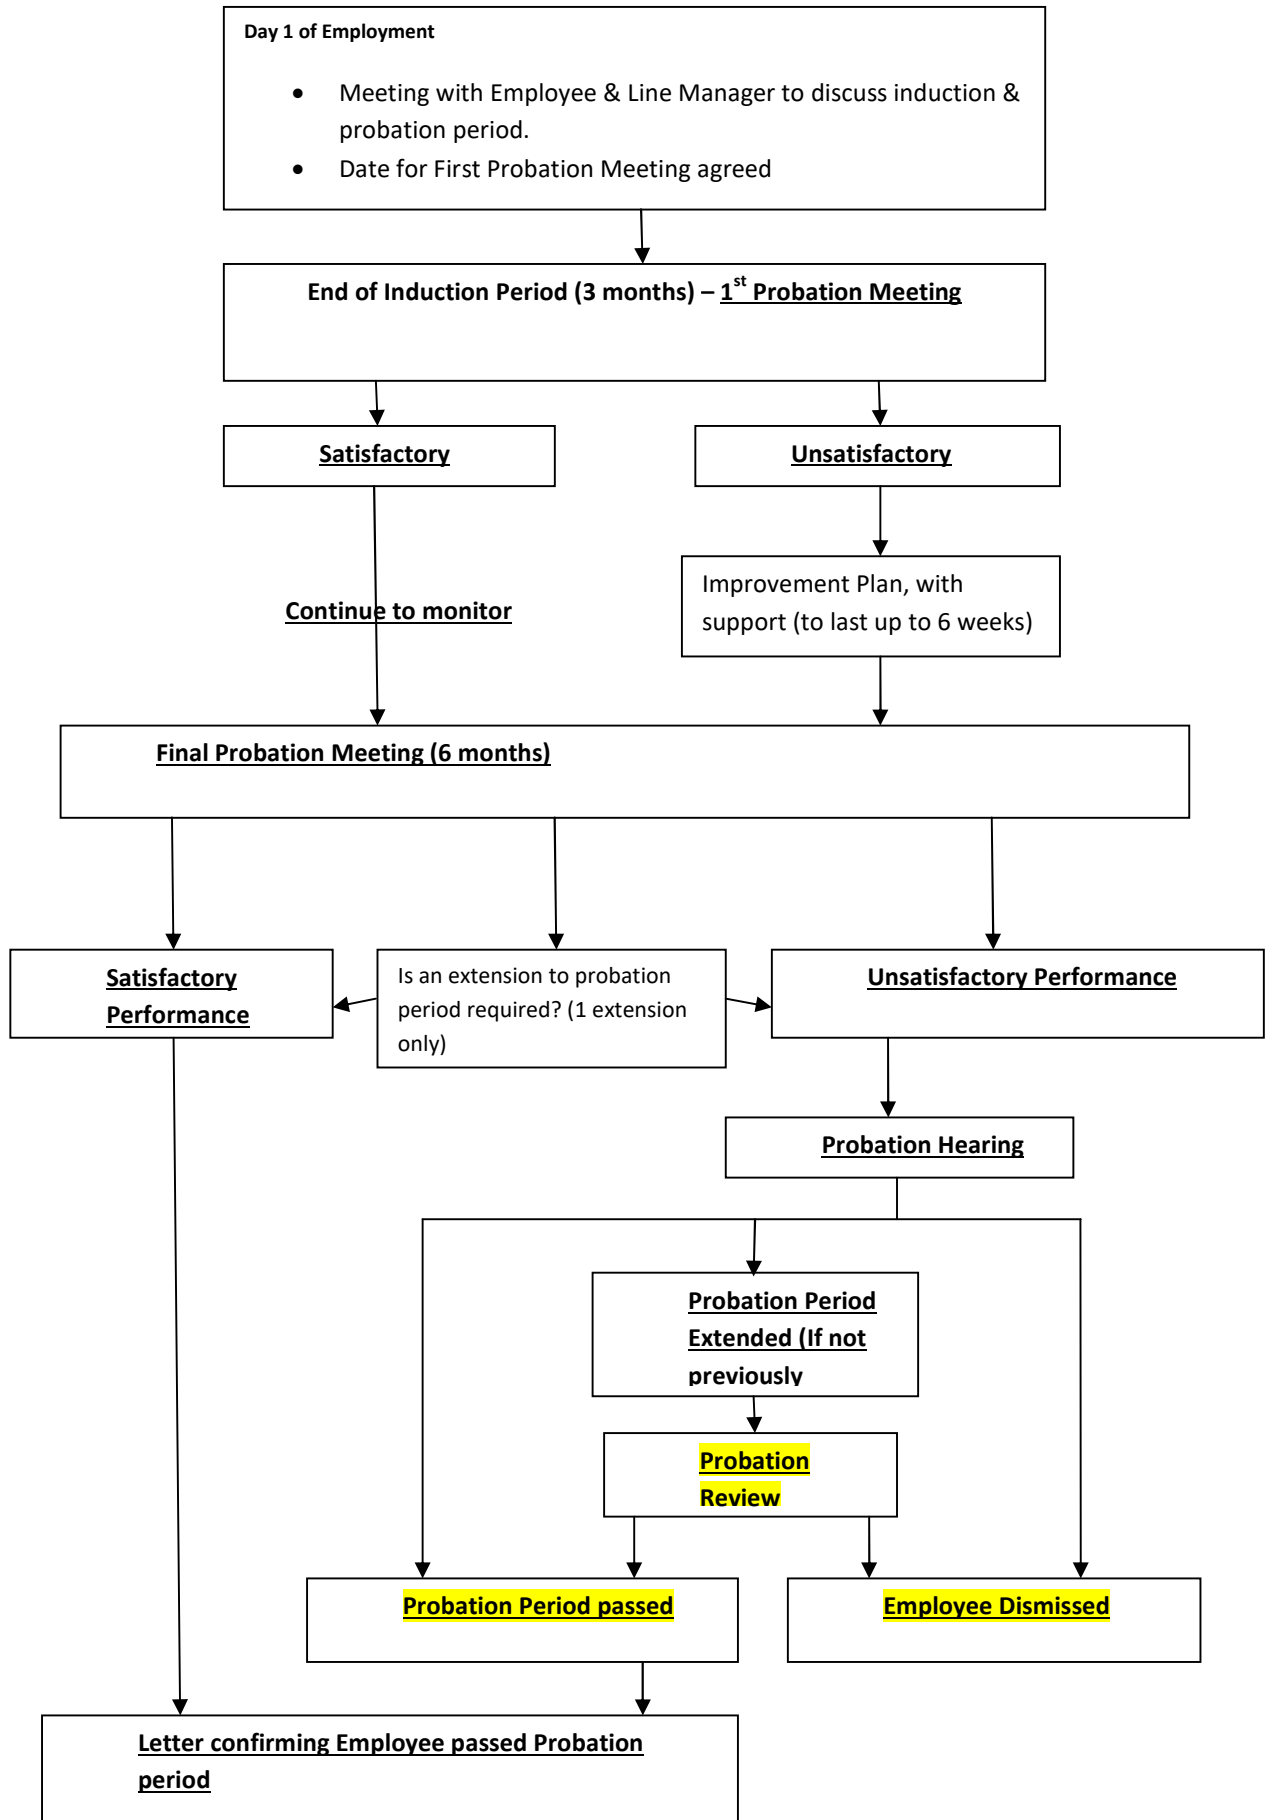 Day 1 of Employment
• Meeting with Employee & Line Manager to discuss induction &
probation period.
• Date for First Probation Meeting agreed
End of Induction Period (3 months) – 1st Probation Meeting
Satisfactory
Unsatisfactory
Improvement Plan, with
support (to last up to 6 weeks)
Continue to monitor
Final Probation Meeting (6 months)
Satisfactory
Performance
Is an extension to probation
period required? (1 extension
only)
Unsatisfactory Performance
Probation Hearing
Probation Period
Extended (If not
previously
Probation
Review
Probation Period passed
Employee Dismissed
Letter confirming Employee passed Probation
period